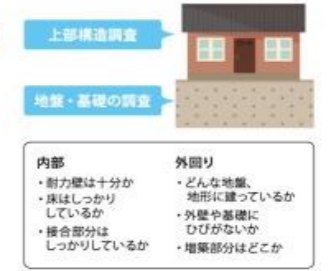 上部構造調査
地盤・基礎の調査
内部
・耐力壁は十分か
・床はしっかり
しているか
・接合部分は
しっかりしているか
外回り
・どんな地盤、
地形に建っているか
・外壁や基礎に
ひびがないか
・増築部分はどこか